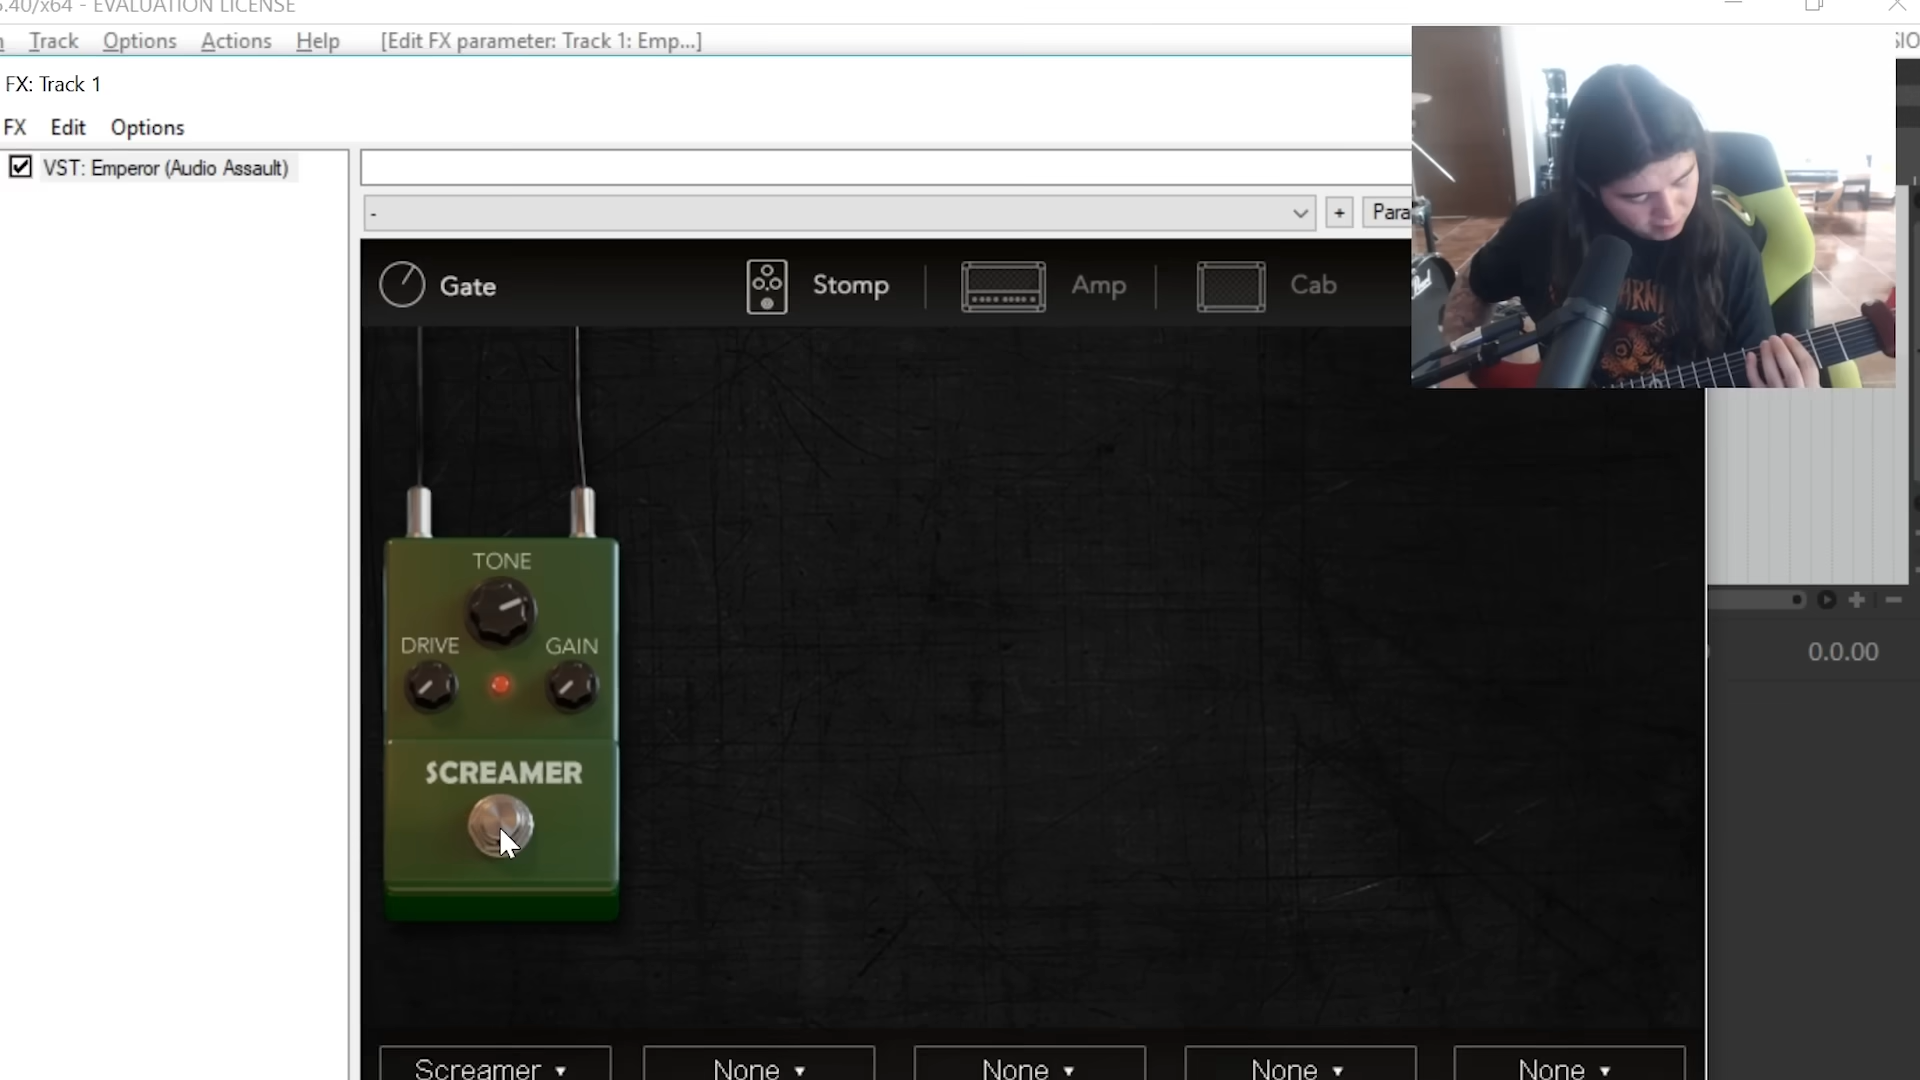 5.40/x64 - EVALUATION LICENSE
Track Options Actions Help [Edit FX parameter: Track 1: Emp...]
FX: Track 1
FX Edit Options
VST: Emperor (Audio Assault)
-
+
Para
Gate
Stomp
Amp
Cab
TONE
DRIVE GAIN
SCREAMER
0.0.00
Screamer
None
None
None
None